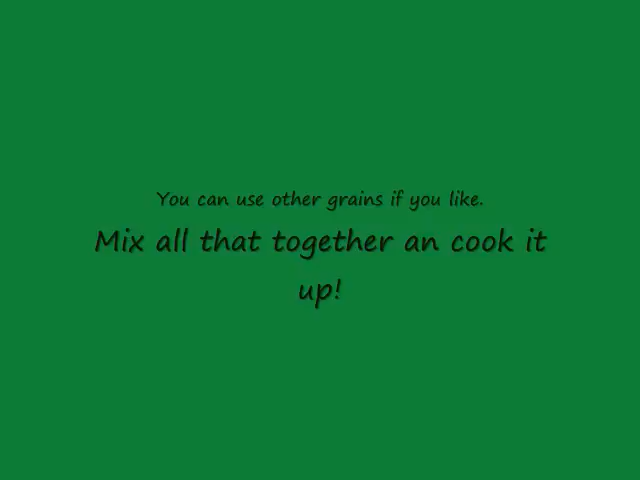 You can use other grains if you like.
Mix all that together an cook it
up!